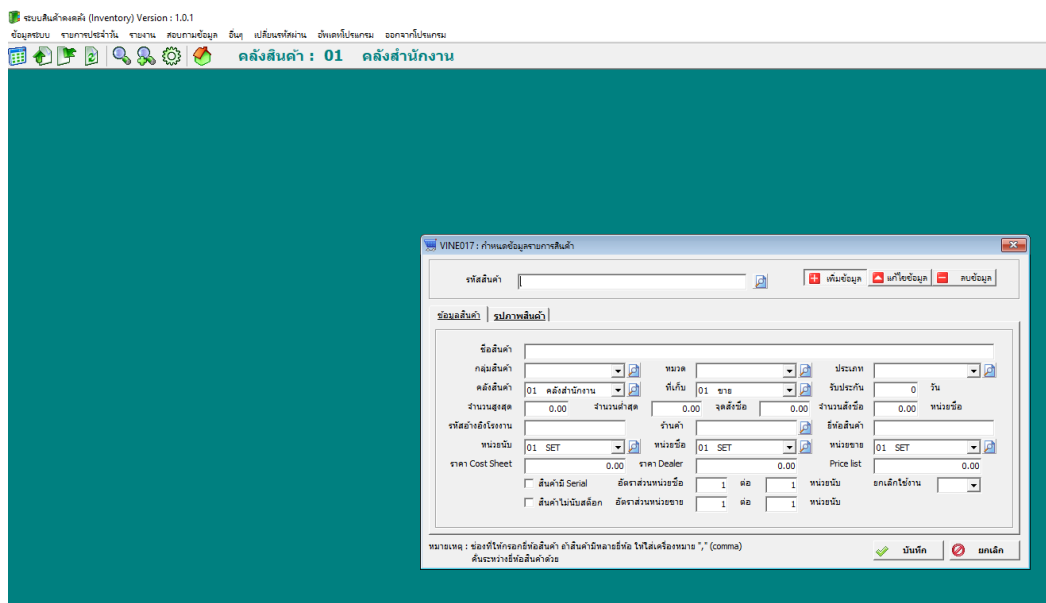 ระบบสินค้าคงคลัง (Inventory) Version : 1.0.1
ข้อมูลระบบ รายการประจำวัน รายงาน สอบถามข้อมูล อื่นๆ เปลี่ยนรหัสผ่าน อัพเดทโปรแกรม ออกจากโปรแกรม
คลังสินค้า : 01 คลังสำนักงาน
VINE017 : กำหนดข้อมูลรายการสินค้า
รหัสสินค้า เพิ่มข้อมูล แก้ไขข้อมูล ลบข้อมูล
ข้อมูลสินค้า รูปภาพสินค้า
ชื่อสินค้า
กลุ่มสินค้า หมวด ประเภท
คลังสินค้า 01 คลังสำนักงาน ที่เก็บ 01 ขาย รับประกัน 0 วัน
จำนวนสูงสุด 0.00 จำนวนต่ำสุด 0.00 จุดสั่งซื้อ 0.00 จำนวนสั่งซื้อ 0.00 หน่วยซื้อ
รหัสอ้างอิงโรงงาน ร้านค้า ยี่ห้อสินค้า
หน่วยนับ 01 SET หน่วยซื้อ 01 SET หน่วยขาย 01 SET
ราคา Cost Sheet 0.00 ราคา Dealer 0.00 Price list 0.00
สินค้ามี Serial อัตราส่วนหน่วยซื้อ 1 ต่อ 1 หน่วยนับ ยกเลิกใช้งาน
สินค้าไม่นับสต็อก อัตราส่วนหน่วยขาย 1 ต่อ 1 หน่วยนับ
หมายเหตุ : ช่องที่ให้กรอกยี่ห้อสินค้า ถ้าสินค้ามีหลายยี่ห้อ ให้ใส่เครื่องหมาย "," (comma)
คั่นระหว่างยี่ห้อสินค้าด้วย
บันทึก ยกเลิก